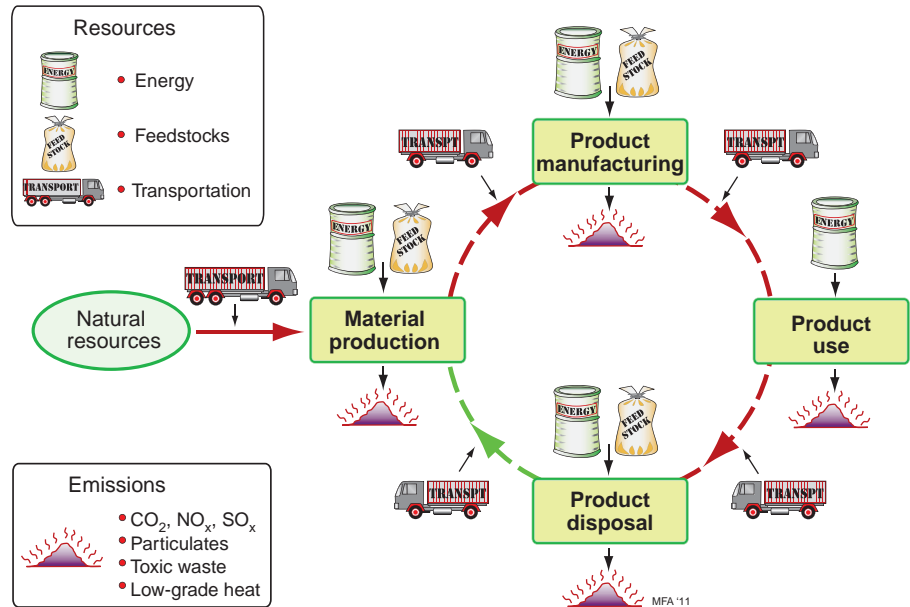 Resources
ENERGY
Energy
FEED
STOCK
Feedstocks
TRANSPORT
Transportation
ENERGY
FEED
STOCK
TRANSPT
Product
manufacturing
TRANSPT
ENERGY
FEED
STOCK
ENERGY
TRANSPORT
Natural
resources
Material
production
Product
use
ENERGY
FEED
STOCK
TRANSPT
Product
disposal
TRANSPT
Emissions
CO₂, NOₓ, SOₓ
Particulates
Toxic waste
Low-grade heat
MFA '11